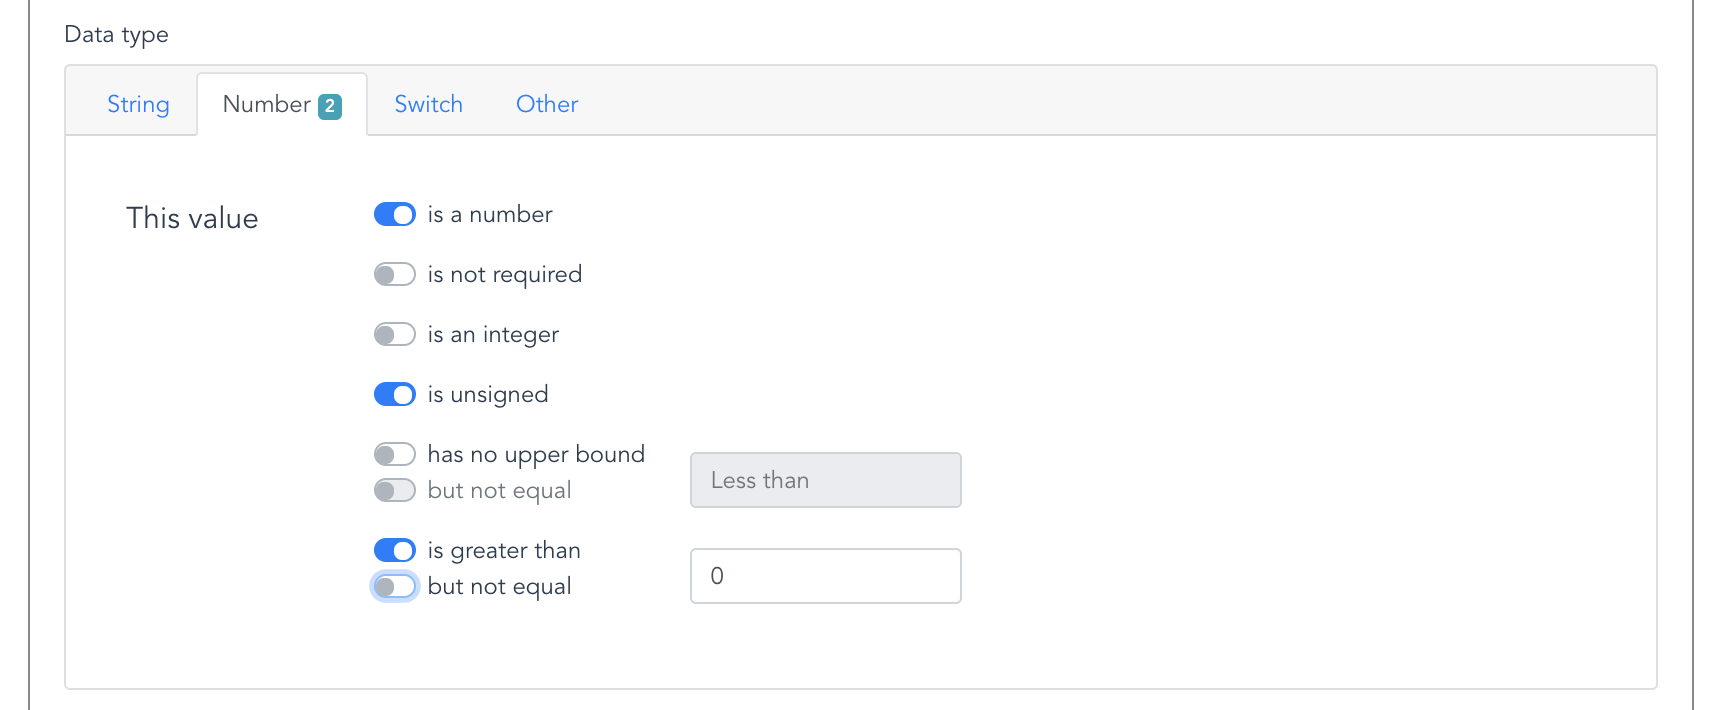 Data type
String Number 2 Switch Other
This value
is a number
is not required
is an integer
is unsigned
has no upper bound
but not equal
Less than
is greater than
but not equal
0